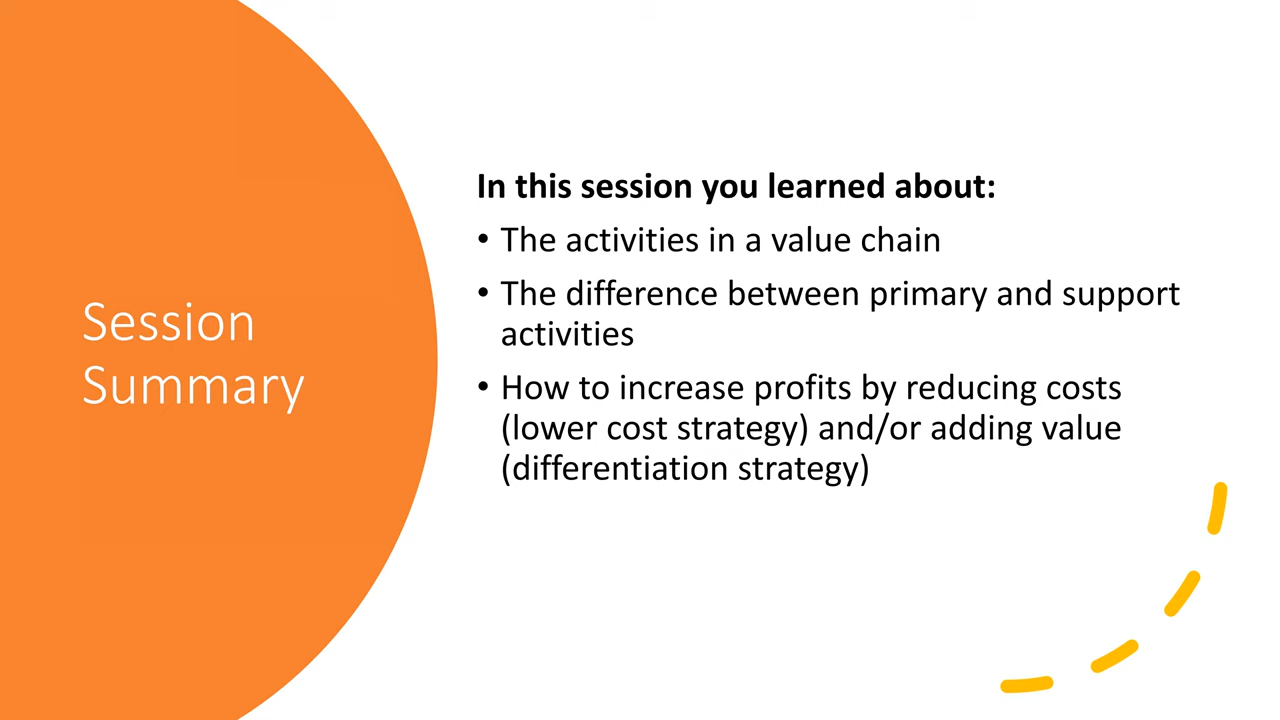 Session
Summary
In this session you learned about:
• The activities in a value chain
• The difference between primary and support
activities
• How to increase profits by reducing costs
(lower cost strategy) and/or adding value
(differentiation strategy)